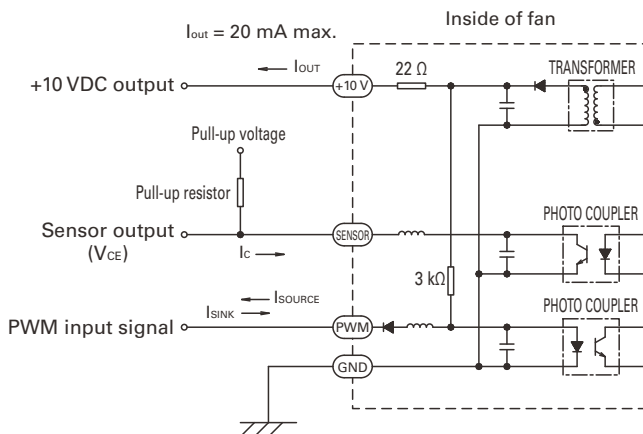 Iout = 20 mA max.
Inside of fan
IOUT
22 Ω
TRANSFORMER
+10 VDC output
+10 V
Pull-up voltage
Pull-up resistor
PHOTO COUPLER
Sensor output
(VCE)
SENSOR
IC
3 kΩ
ISOURCE
ISINK
PHOTO COUPLER
PWM input signal
PWM
GND